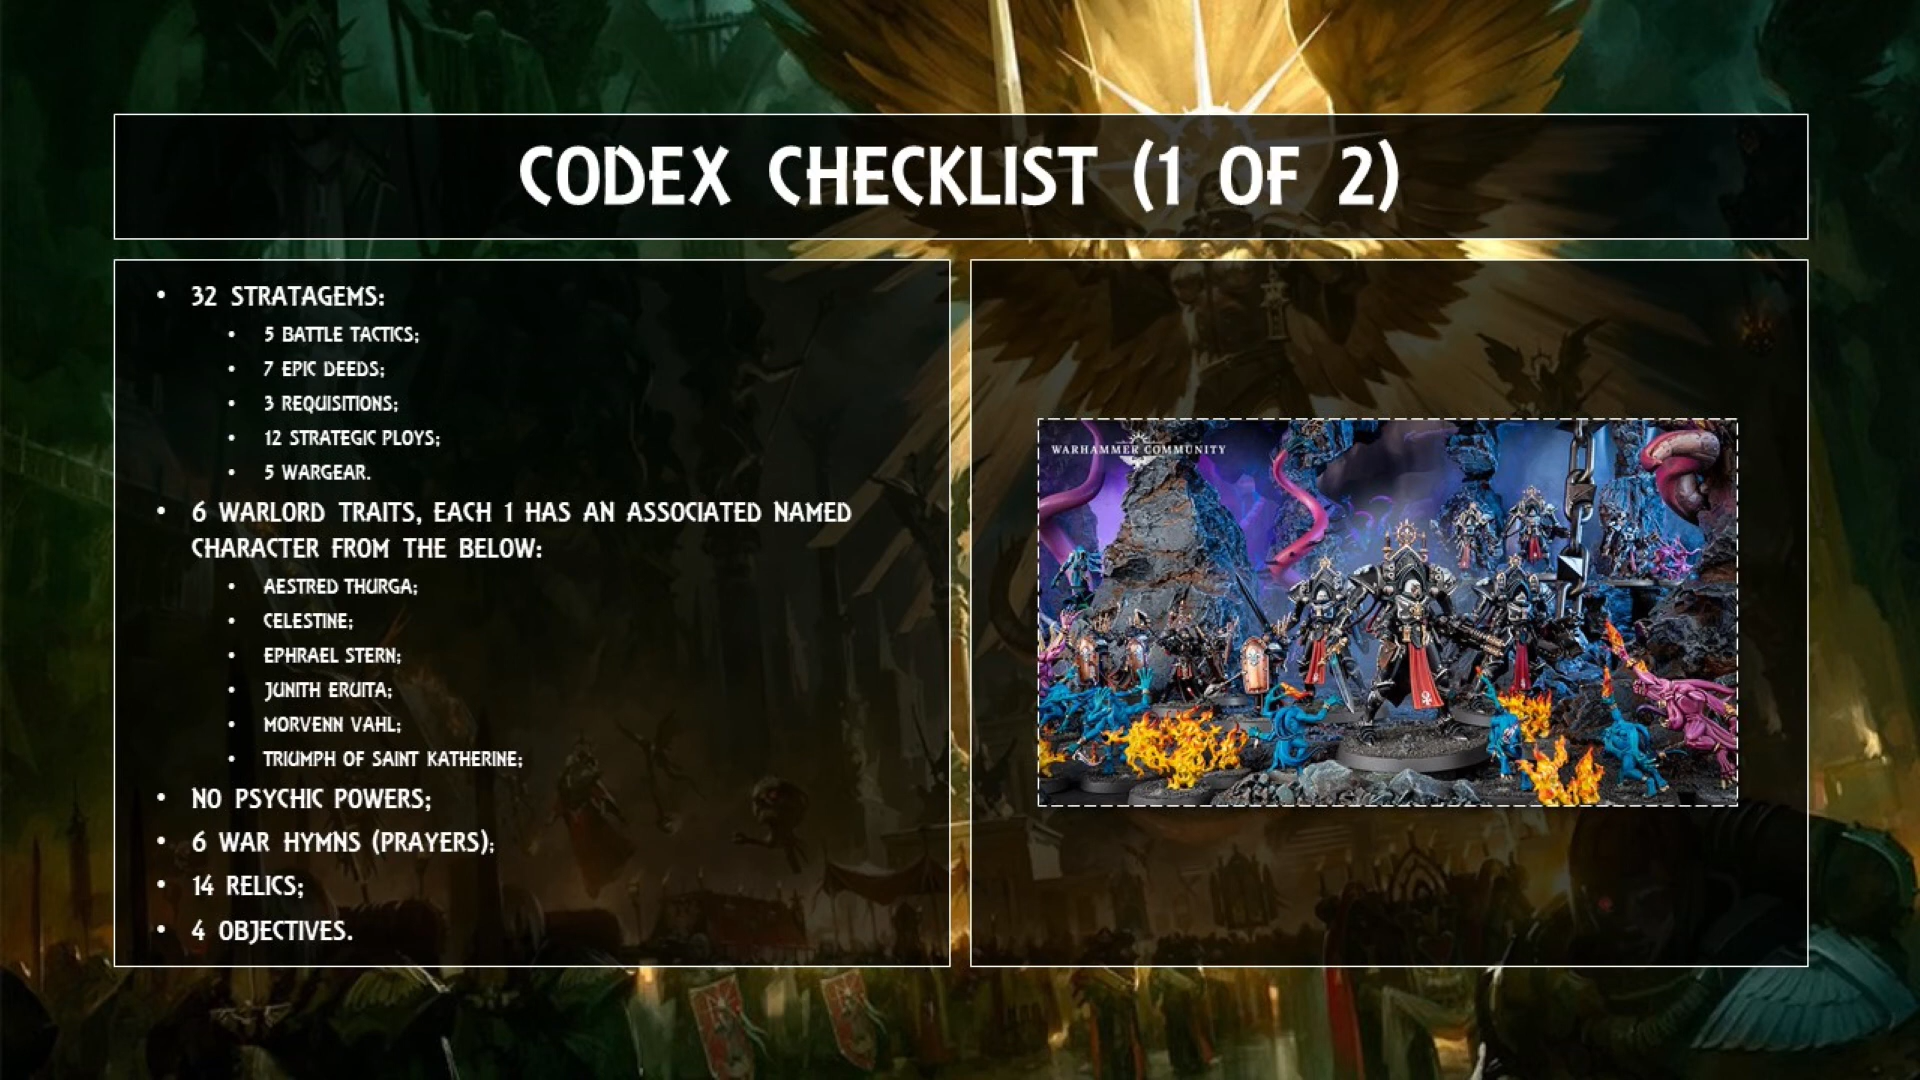 CODEX CHECKLIST (1 OF 2)
• 32 STRATAGEMS:
• 5 BATTLE TACTICS;
• 7 EPIC DEEDS;
• 3 REQUISITIONS;
• 12 STRATEGIC PLOYS;
• 5 WARGEAR.
• 6 WARLORD TRAITS, EACH 1 HAS AN ASSOCIATED NAMED
CHARACTER FROM THE BELOW:
• AESTRED THURGA;
• CELESTINE;
• EPHRAEL STERN;
• JUNITH ERUITA;
• MORVENN VAHL;
• TRIUMPH OF SAINT KATHERINE;
• NO PSYCHIC POWERS;
• 6 WAR HYMNS (PRAYERS);
• 14 RELICS;
• 4 OBJECTIVES.
WARHAMMER COMMUNITY